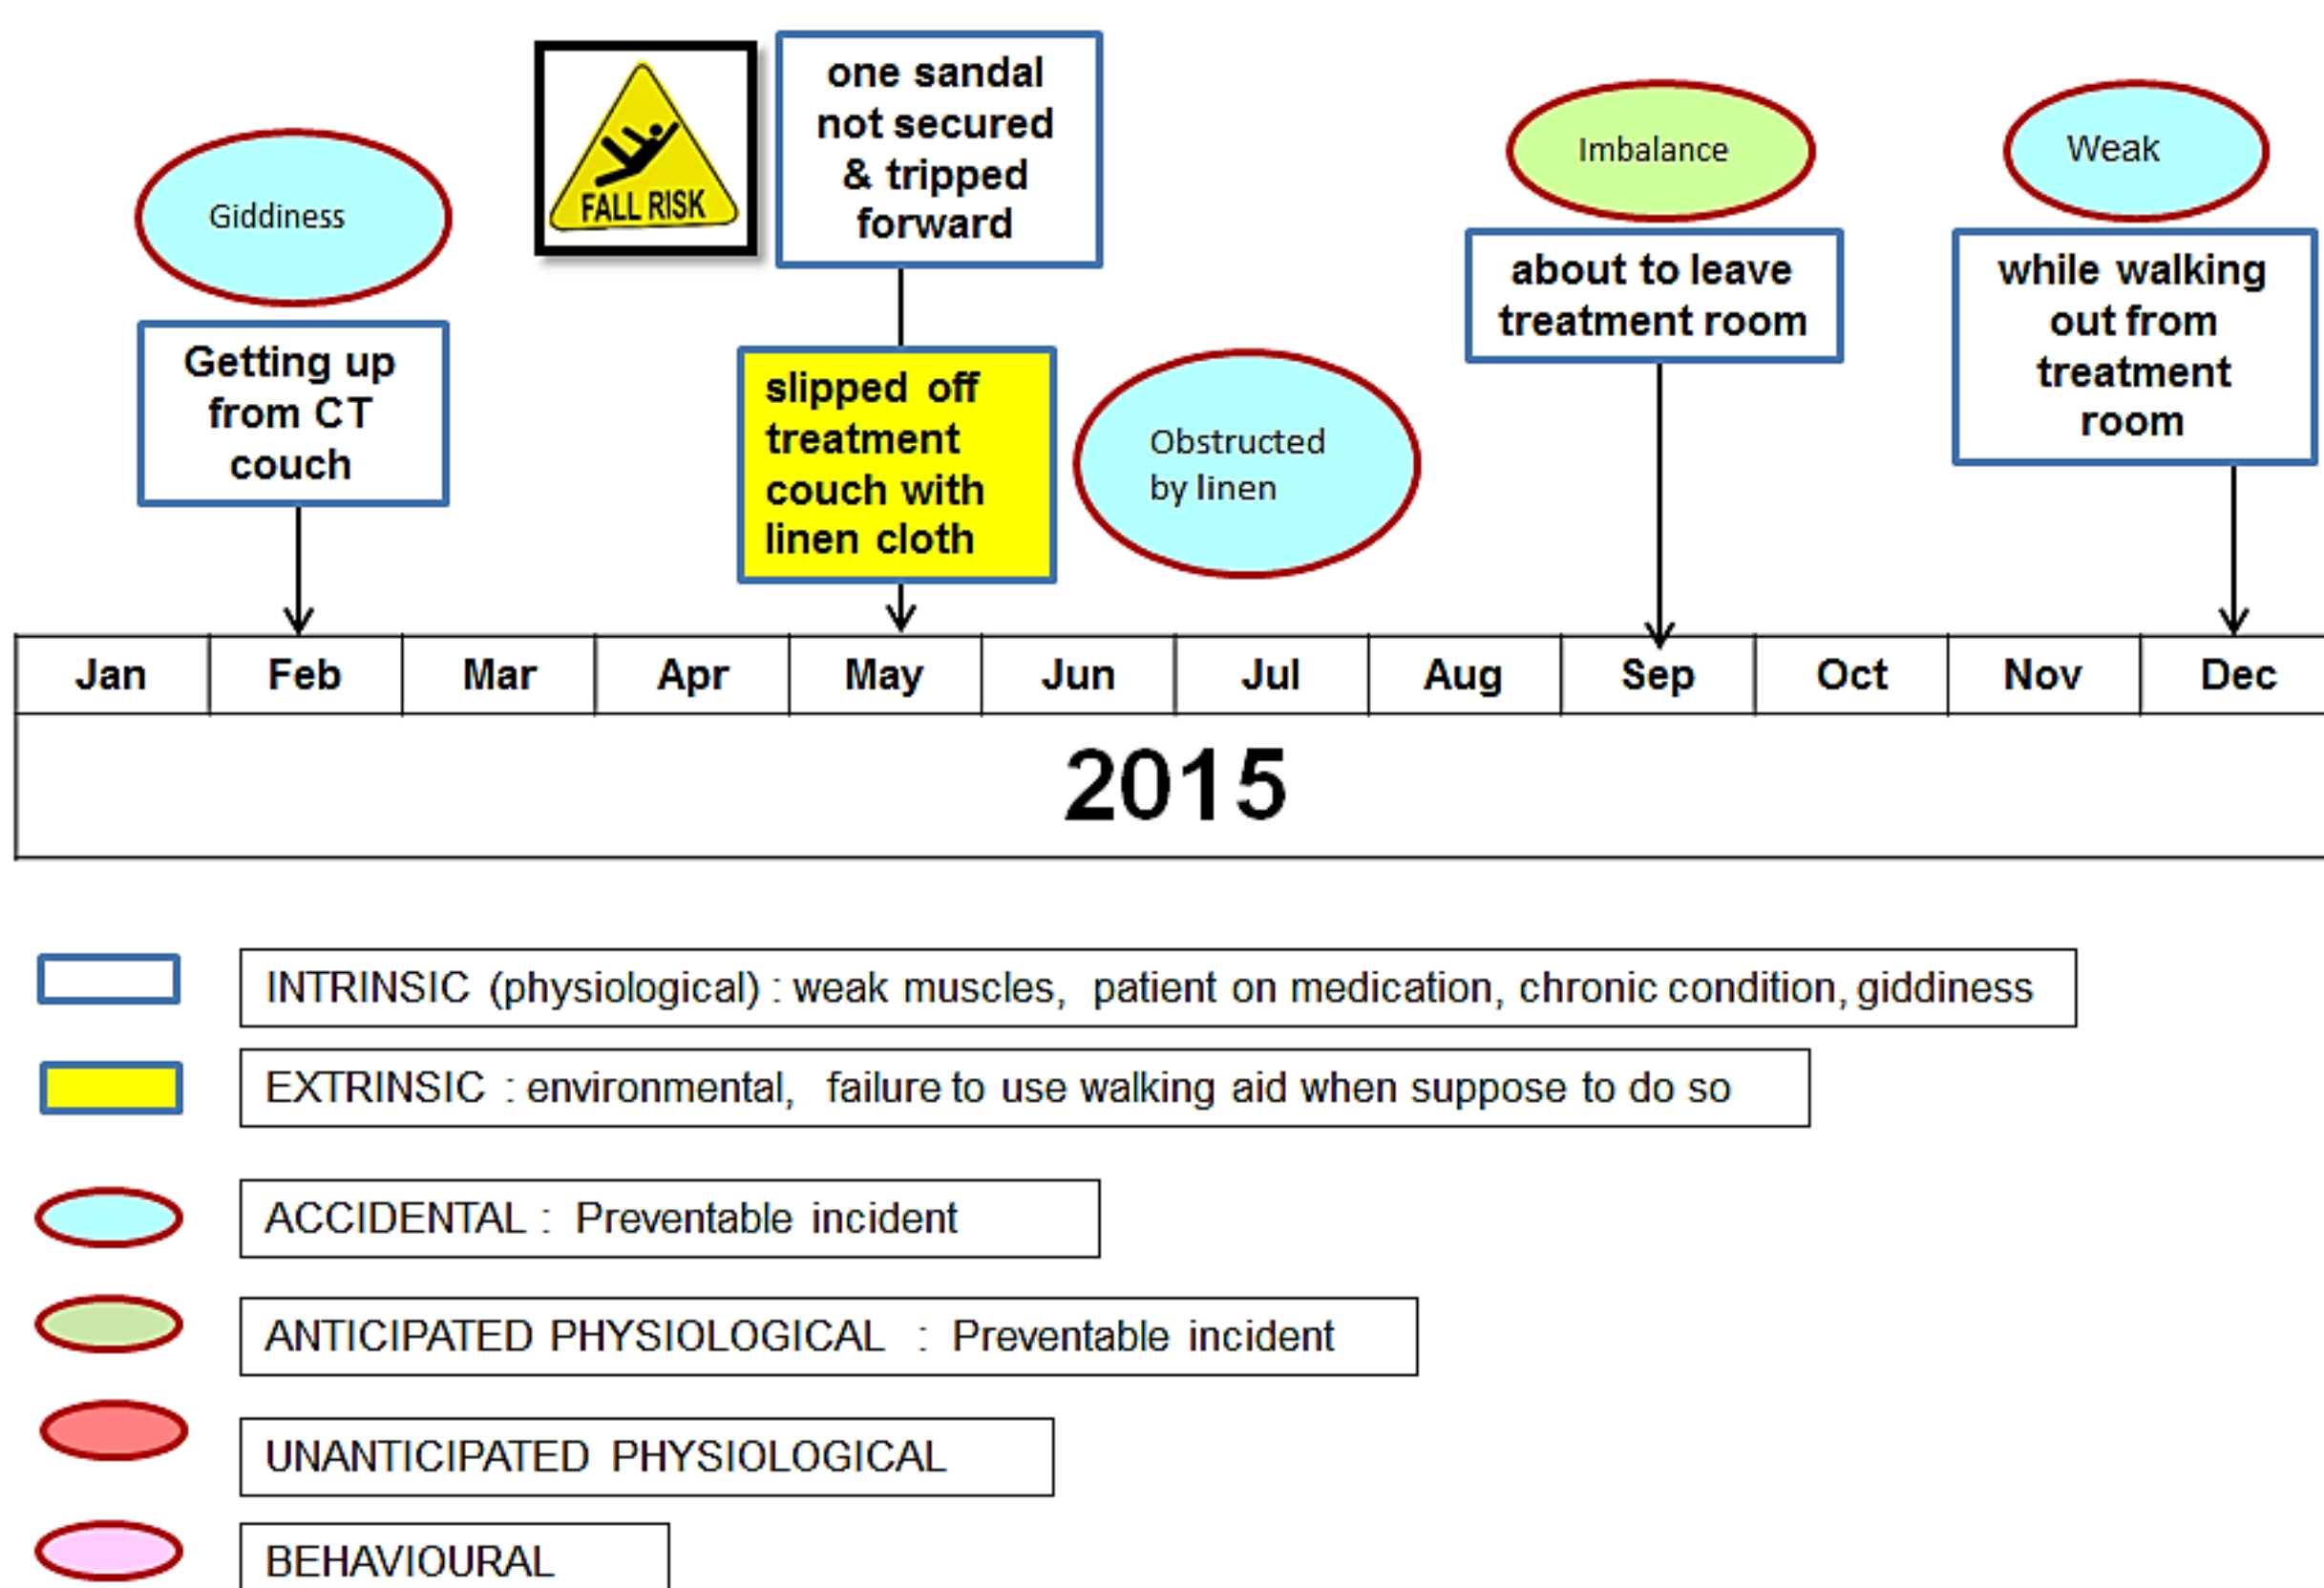 Giddiness
Getting up
from CT
couch
FALL RISK
one sandal
not secured
& tripped
forward
slipped off
treatment
couch with
linen cloth
Obstructed
by linen
Imbalance
about to leave
treatment room
Weak
while walking
out from
treatment
room
Jan Feb Mar Apr May Jun Jul Aug Sep Oct Nov Dec
2015
INTRINSIC (physiological) : weak muscles, patient on medication, chronic condition, giddiness
EXTRINSIC : environmental, failure to use walking aid when suppose to do so
ACCIDENTAL : Preventable incident
ANTICIPATED PHYSIOLOGICAL : Preventable incident
UNANTICIPATED PHYSIOLOGICAL
BEHAVIOURAL